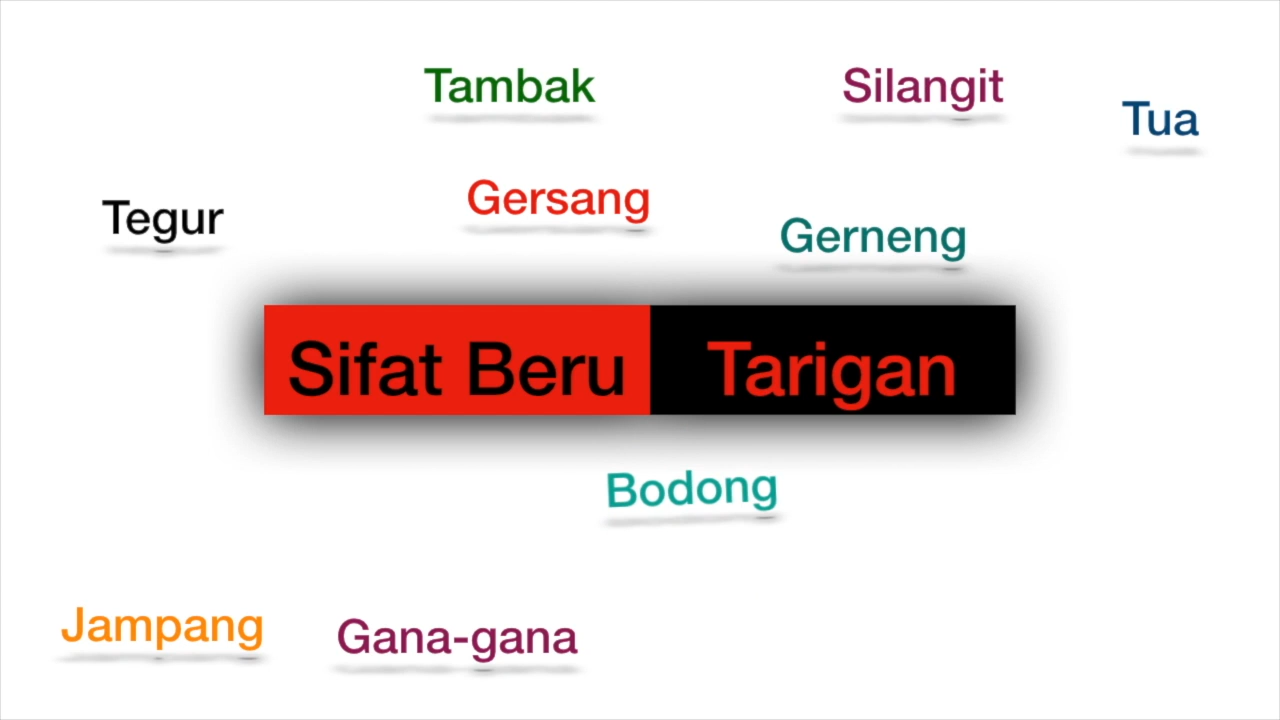 Tambak
Silangit
Tua
Gersang
Tegur
Gerneng
Sifat Beru Tarigan
Bodong
Jampang
Gana-gana